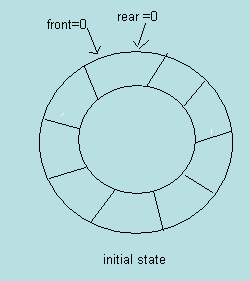 front=0
rear =0
initial state